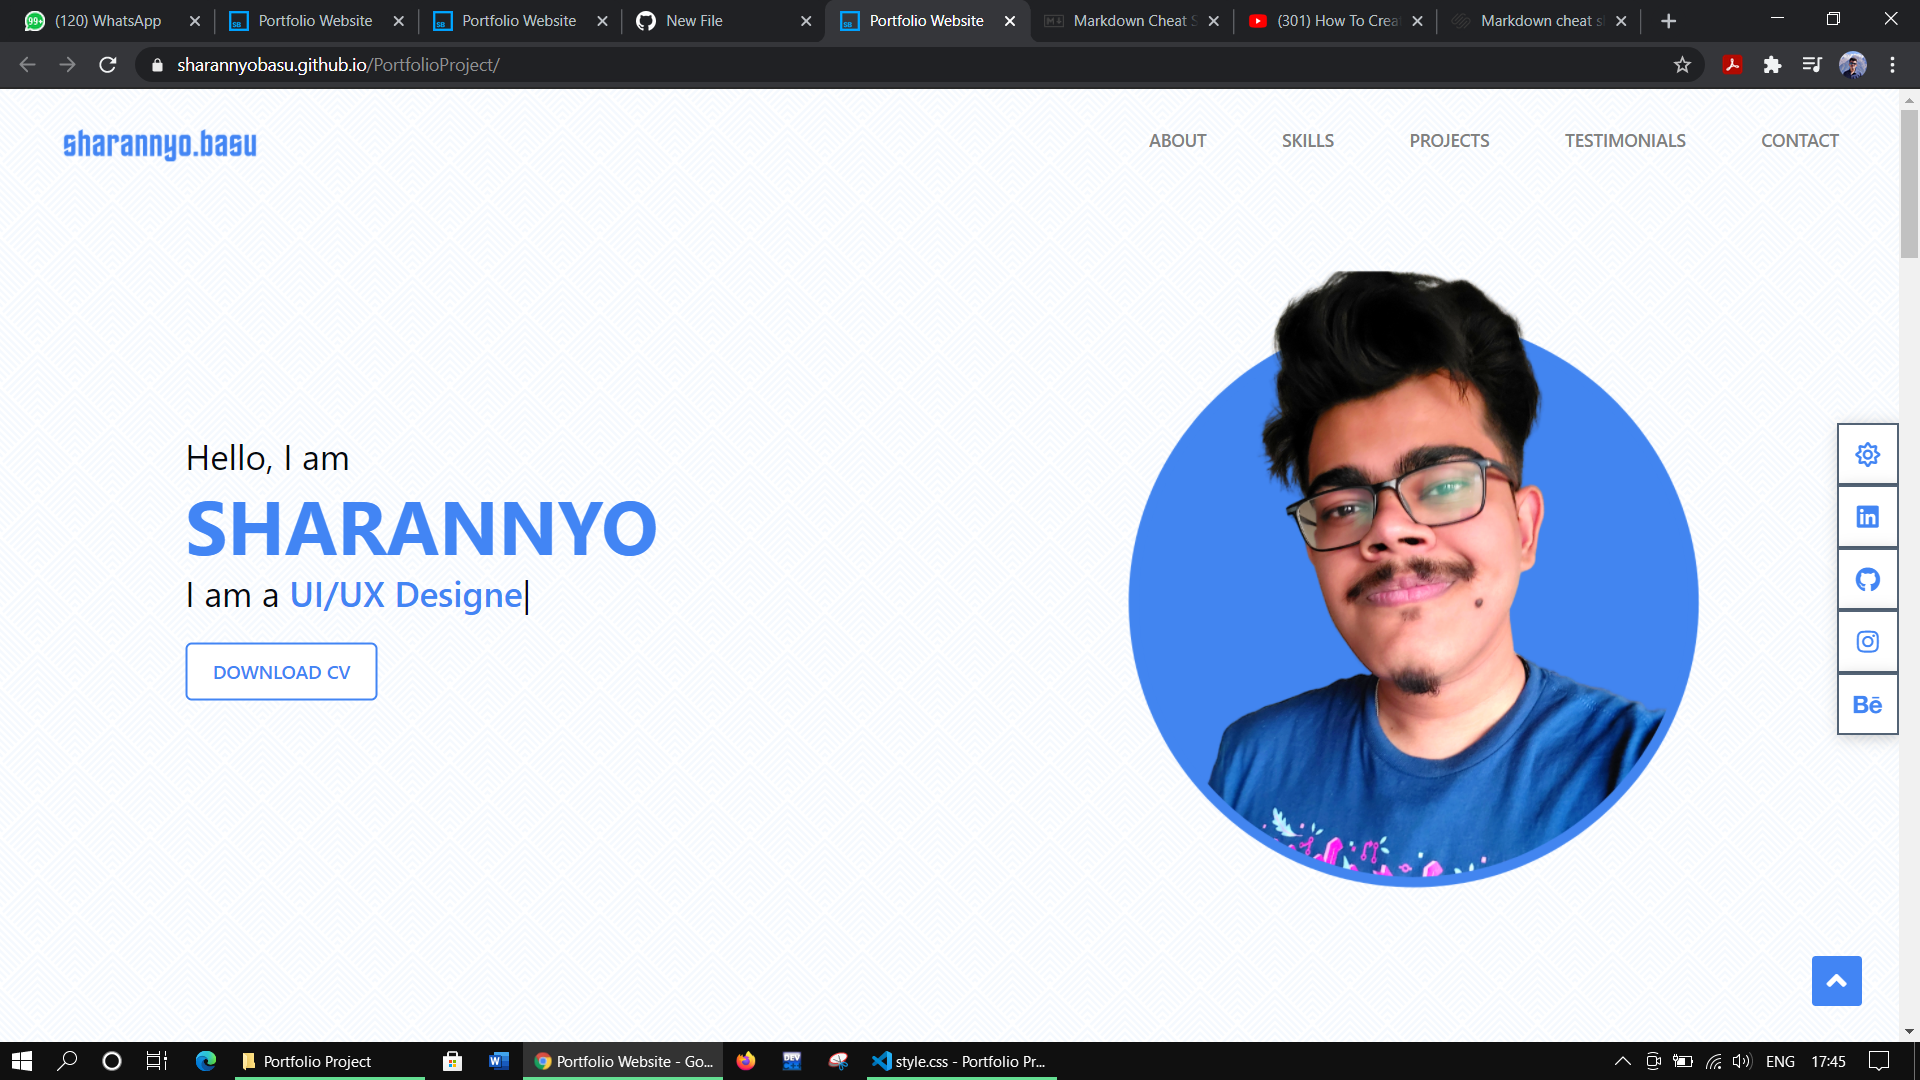 (120) WhatsApp
Portfolio Website
Portfolio Website
New File
Portfolio Website
Markdown Cheat S
(301) How To Crea
Markdown cheat s
sharannyobasu.github.io/PortfolioProject/
sharannyo.basu
ABOUT
SKILLS
PROJECTS
TESTIMONIALS
CONTACT
Hello, I am
SHARANNYO
I am a UI/UX Designe
DOWNLOAD CV
Bē
Portfolio Project
Portfolio Website - Go...
style.css - Portfolio Pr...
ENG
17:45